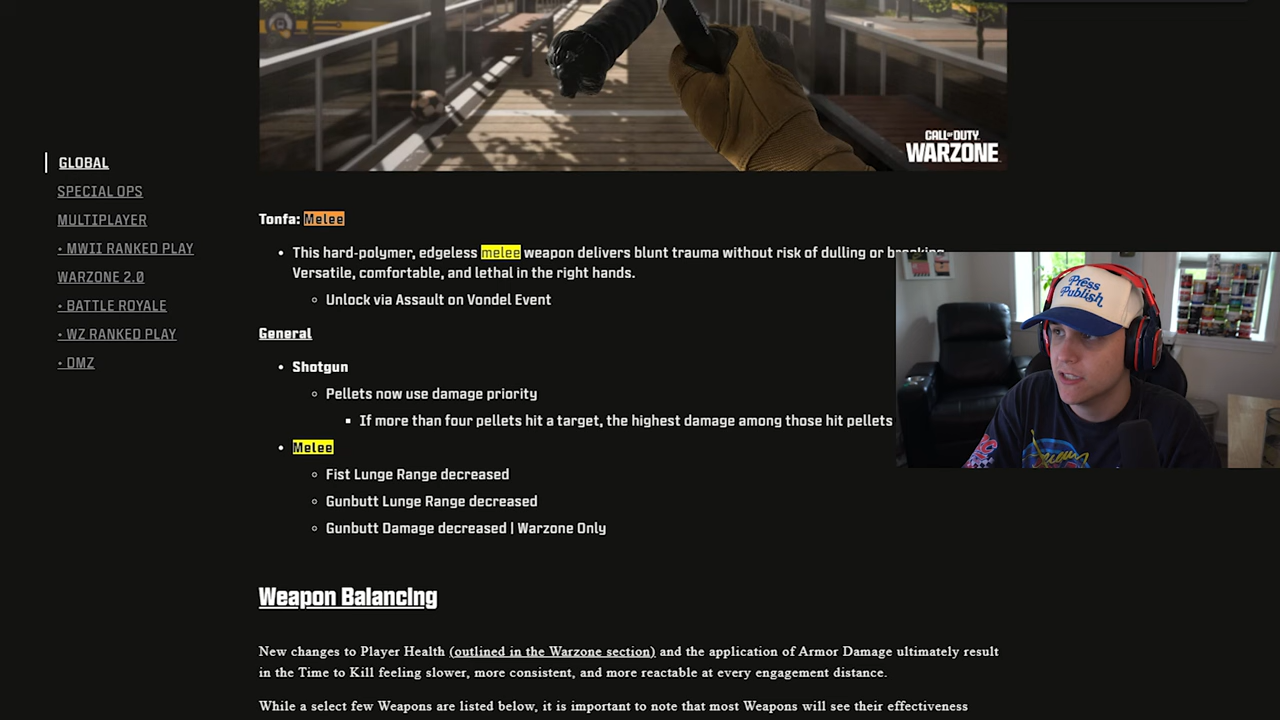 CALL OF DUTY
WARZONE
GLOBAL
SPECIAL OPS
MULTIPLAYER
• MWII RANKED PLAY
WARZONE 2.0
• BATTLE ROYALE
• WZ RANKED PLAY
• DMZ
Tonfa: Melee
• This hard-polymer, edgeless melee weapon delivers blunt trauma without risk of dulling or breaking.
Versatile, comfortable, and lethal in the right hands.
Unlock via Assault on Vondel Event
General
• Shotgun
Pellets now use damage priority
If more than four pellets hit a target, the highest damage among those hit pellets
• Melee
Fist Lunge Range decreased
Gunbutt Lunge Range decreased
Gunbutt Damage decreased | Warzone Only
Press
Publish
Weapon Balancing
New changes to Player Health (outlined in the Warzone section) and the application of Armor Damage ultimately result
in the Time to Kill feeling slower, more consistent, and more reactable at every engagement distance.
While a select few Weapons are listed below, it is important to note that most Weapons will see their effectiveness